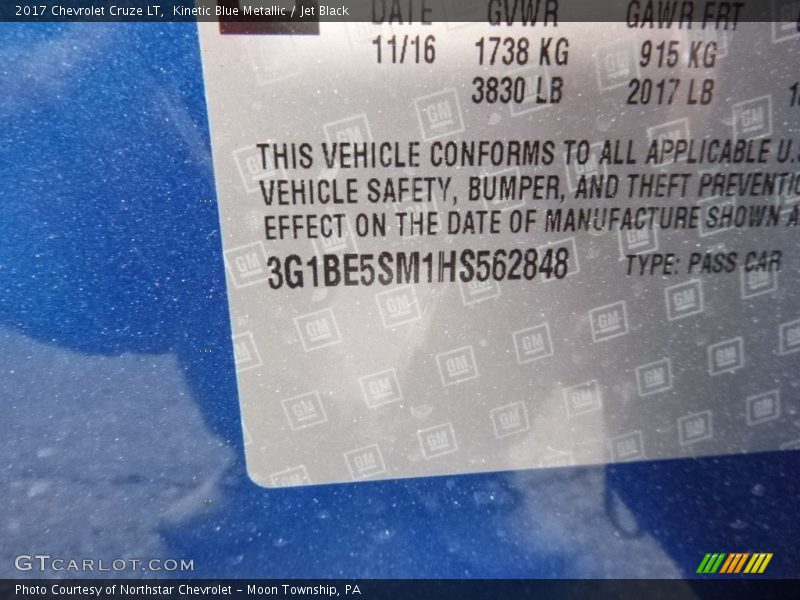 2017 Chevrolet Cruze LT, Kinetic Blue Metallic / Jet Black
DATE GVWR GAWR FRT
11/16 1738 KG 915 KG
3830 LB 2017 LB
THIS VEHICLE CONFORMS TO ALL APPLICABLE U.S
VEHICLE SAFETY, BUMPER, AND THEFT PREVENTIO
EFFECT ON THE DATE OF MANUFACTURE SHOWN A
3G1BE5SM1HS562848 TYPE: PASS CAR
GM
GTCARLOT.COM
Photo Courtesy of Northstar Chevrolet - Moon Township, PA